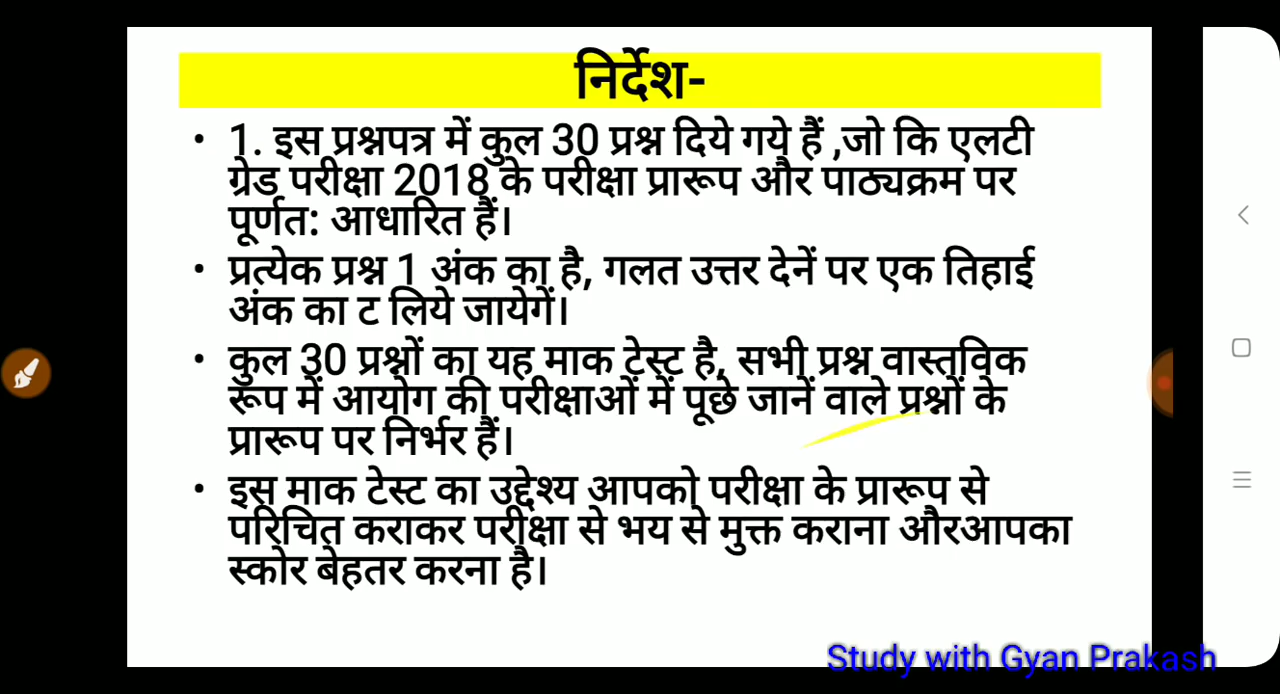 निर्देश-
• 1. इस प्रश्नपत्र में कुल 30 प्रश्न दिये गये हैं ,जो कि एलटी
ग्रेड परीक्षा 2018 के परीक्षा प्रारूप और पाठ्यक्रम पर
पूर्णत: आधारित हैं।
• प्रत्येक प्रश्न 1 अंक का है, गलत उत्तर देनें पर एक तिहाई
अंक का ट लिये जायेगें।
• कुल 30 प्रश्नों का यह माक टेस्ट है, सभी प्रश्न वास्तविक
रूप में आयोग की परीक्षाओं में पूछे जानें वाले प्रश्नों के
प्रारूप पर निर्भर हैं।
• इस माक टेस्ट का उद्देश्य आपको परीक्षा के प्रारूप से
परिचित कराकर परीक्षा से भय से मुक्त कराना औरआपका
स्कोर बेहतर करना है।
Study with Gyan Prakash